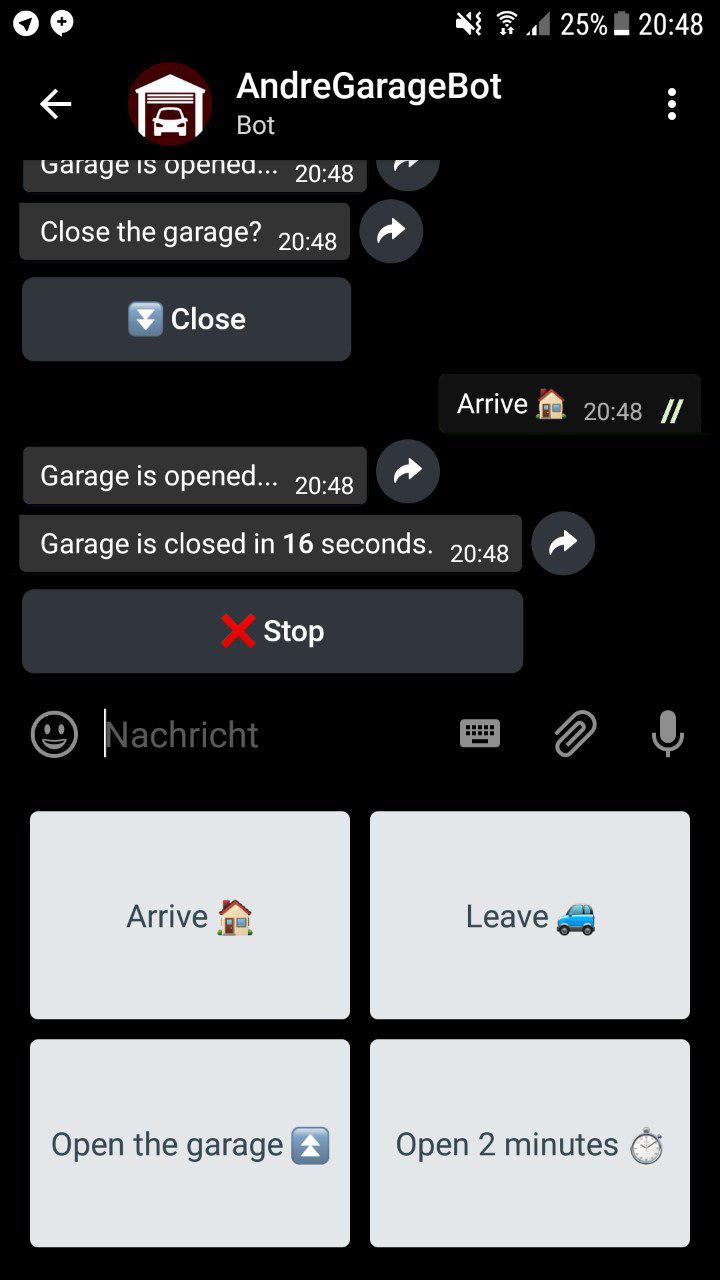 25% 20:48
AndreGarageBot
Bot
Garage is opened... 20:48
Close the garage? 20:48
Close
Arrive 20:48
Garage is opened... 20:48
Garage is closed in 16 seconds. 20:48
Stop
Nachricht
Arrive
Leave
Open the garage
Open 2 minutes